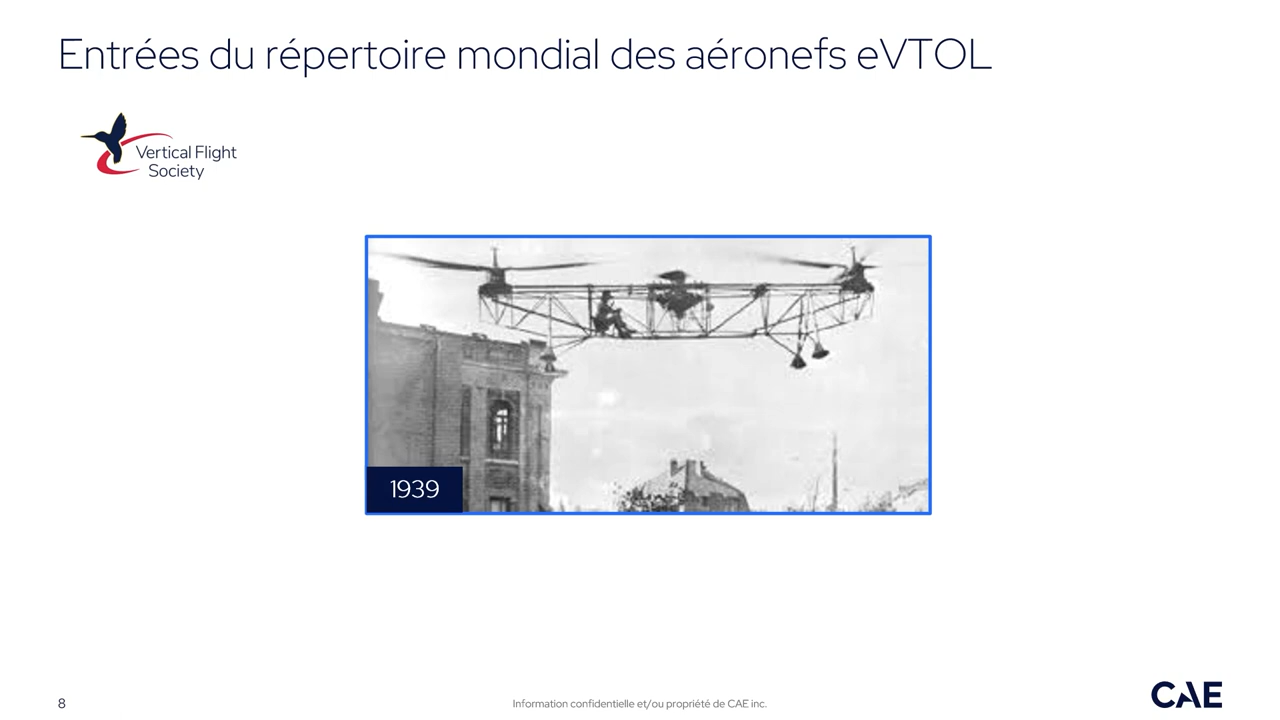 Entrées du répertoire mondial des aéronefs eVTOL
Vertical Flight
Society
1939
8
Information confidentielle et/ou propriété de CAE inc.
CAE